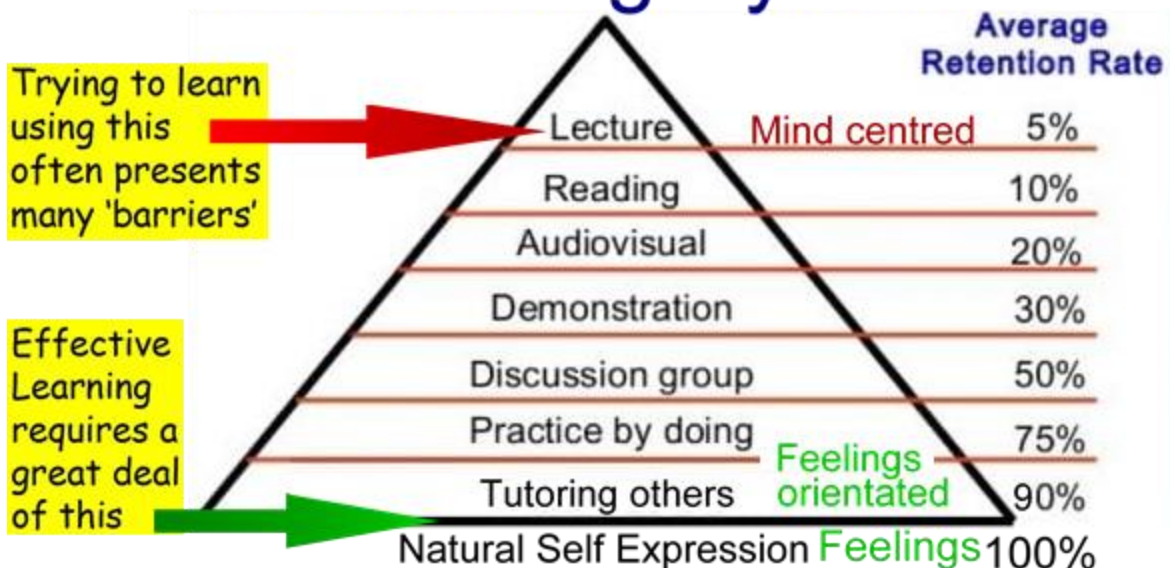 Average
Retention Rate
Trying to learn
using this
often presents
many ‘barriers’
Lecture Mind centred 5%
Reading 10%
Audiovisual 20%
Demonstration 30%
Effective
Learning
requires a
great deal
of this
Discussion group 50%
Practice by doing 75%
Feelings
orientated
Tutoring others 90%
Natural Self Expression Feelings 100%